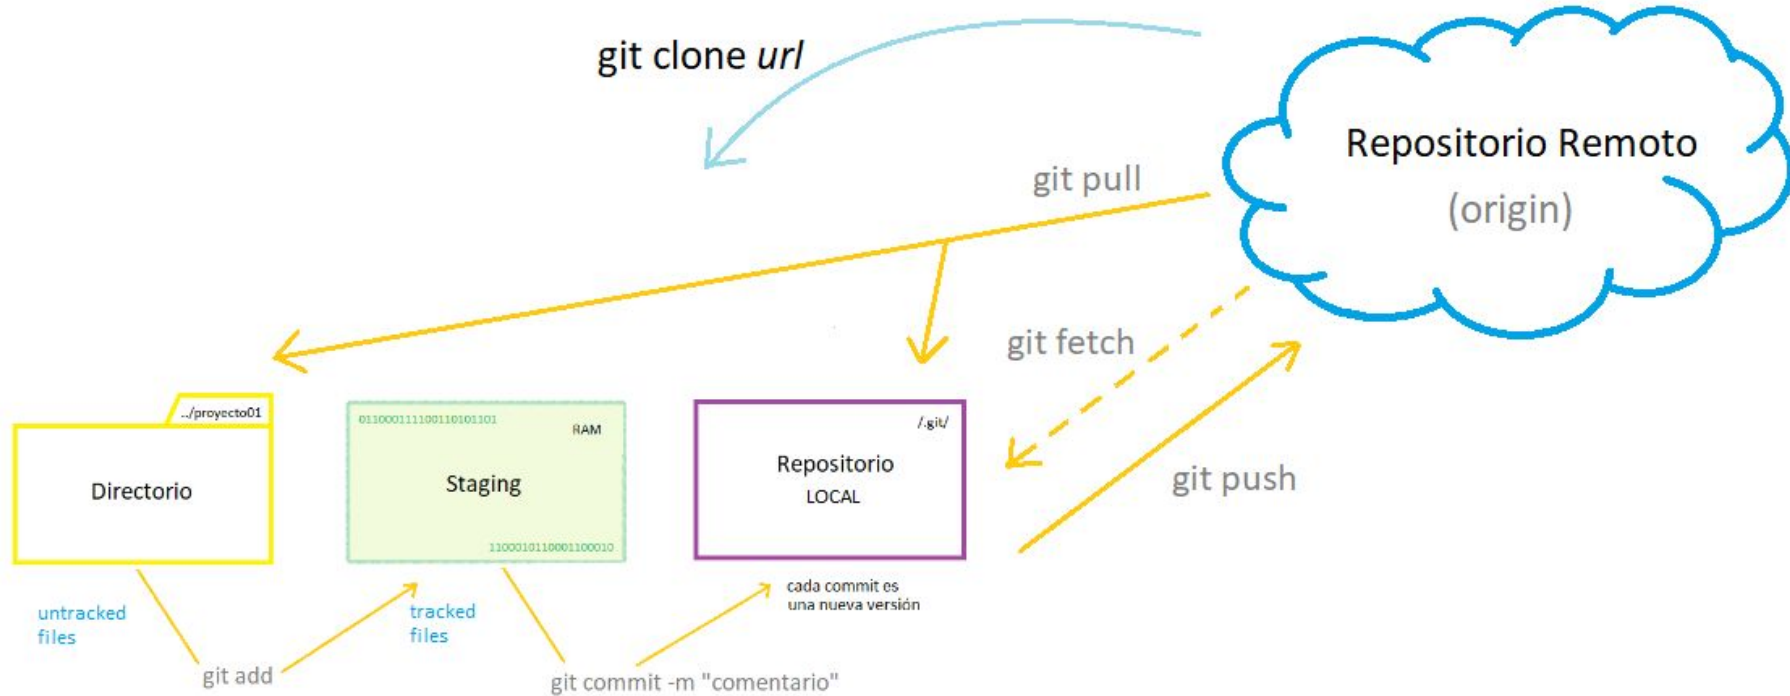 git clone url
Repositorio Remoto
(origin)
git pull
git fetch
git push
../proyecto01
Directorio
011000111100110101101
RAM
Staging
1100010110001100010
/.git/
Repositorio
LOCAL
cada commit es
una nueva versión
untracked
files
tracked
files
git add
git commit -m "comentario"